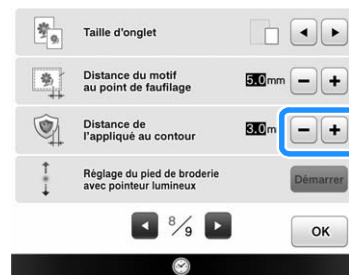 Taille d'onglet
Distance du motif
au point de faufilage
5.0mm
Distance de
l'appliqué au contour
3.0m
Réglage du pied de broderie
avec pointeur lumineux
Démarrer
8/9
OK